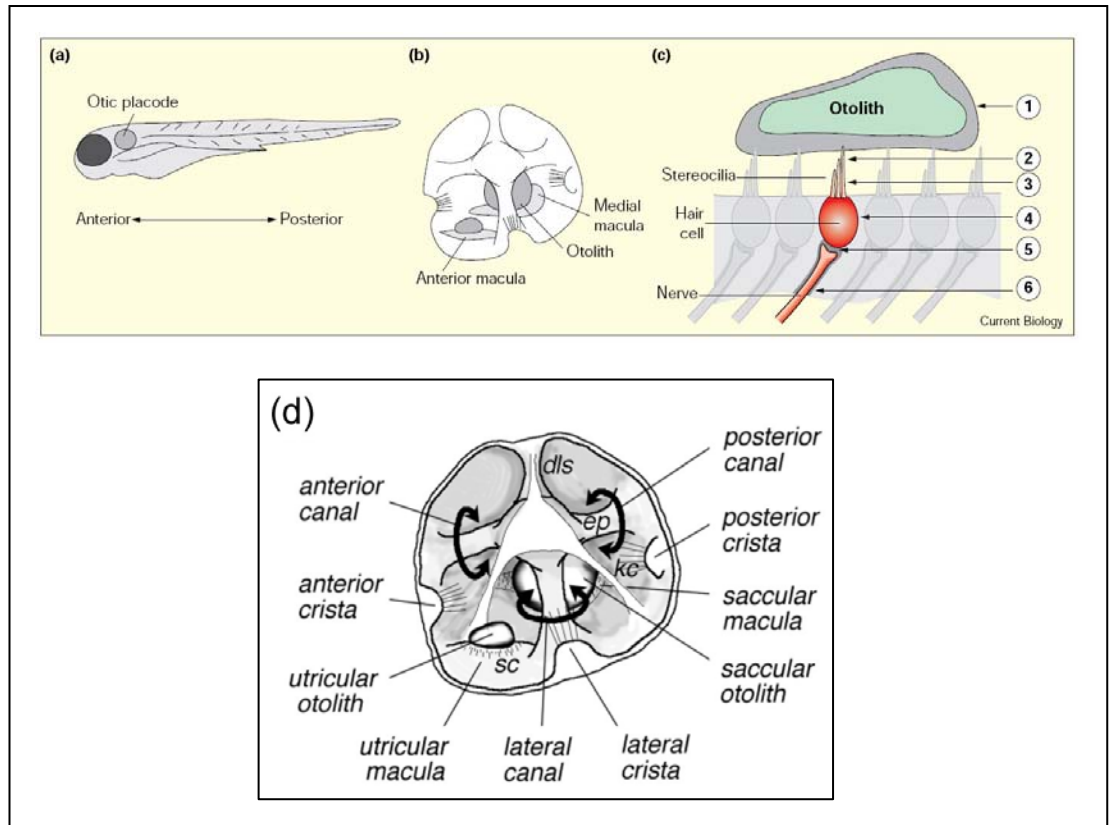 (a)
Otic placode
Anterior
Posterior
(b)
Medial
macula
Otolith
Anterior macula
(c)
Otolith
1
2
Stereocilia
3
Hair
cell
4
5
Nerve
6
Current Biology
(d)
dls
posterior
canal
anterior
canal
ep
posterior
crista
kc
anterior
crista
saccular
macula
utricular
otolith
sc
saccular
otolith
utricular
macula
lateral
canal
lateral
crista